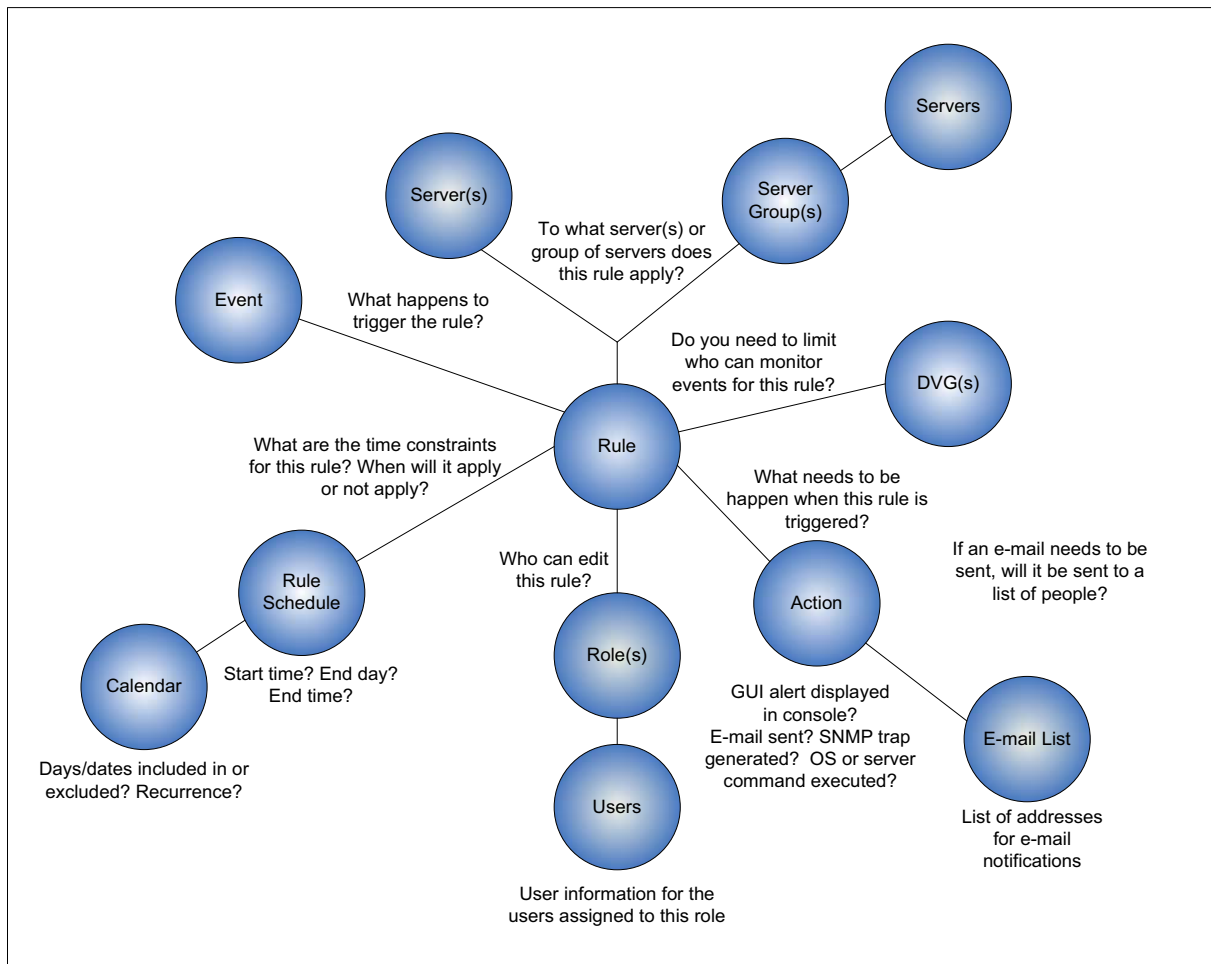 Servers
Server(s)
Server
Group(s)
To what server(s) or
group of servers does
this rule apply?
Event
What happens to
trigger the rule?
Do you need to limit
who can monitor
events for this rule?
DVG(s)
Rule
What are the time constraints
for this rule? When will it apply
or not apply?
What needs to be
happen when this rule is
triggered?
Who can edit
this rule?
If an e-mail needs to be
sent, will it be sent to a
list of people?
Rule
Schedule
Action
Role(s)
Calendar
Start time? End day?
End time?
GUI alert displayed
in console?
E-mail sent? SNMP trap
generated?  OS or server
command executed?
E-mail List
Days/dates included in or
excluded? Recurrence?
Users
List of addresses
for e-mail
notifications
User information for the
users assigned to this role